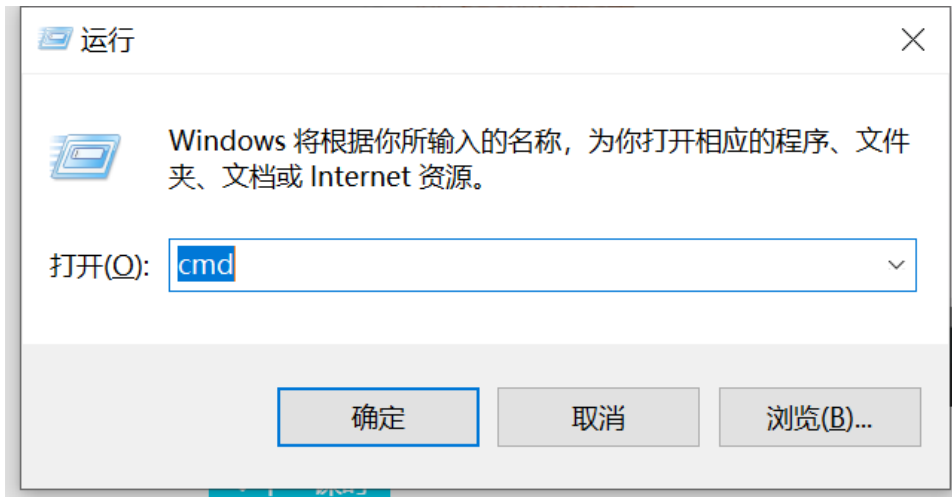 运行
Windows 将根据你所输入的名称，为你打开相应的程序、文件
夹、文档或 Internet 资源。
打开(O): cmd
确定 取消 浏览(B)...